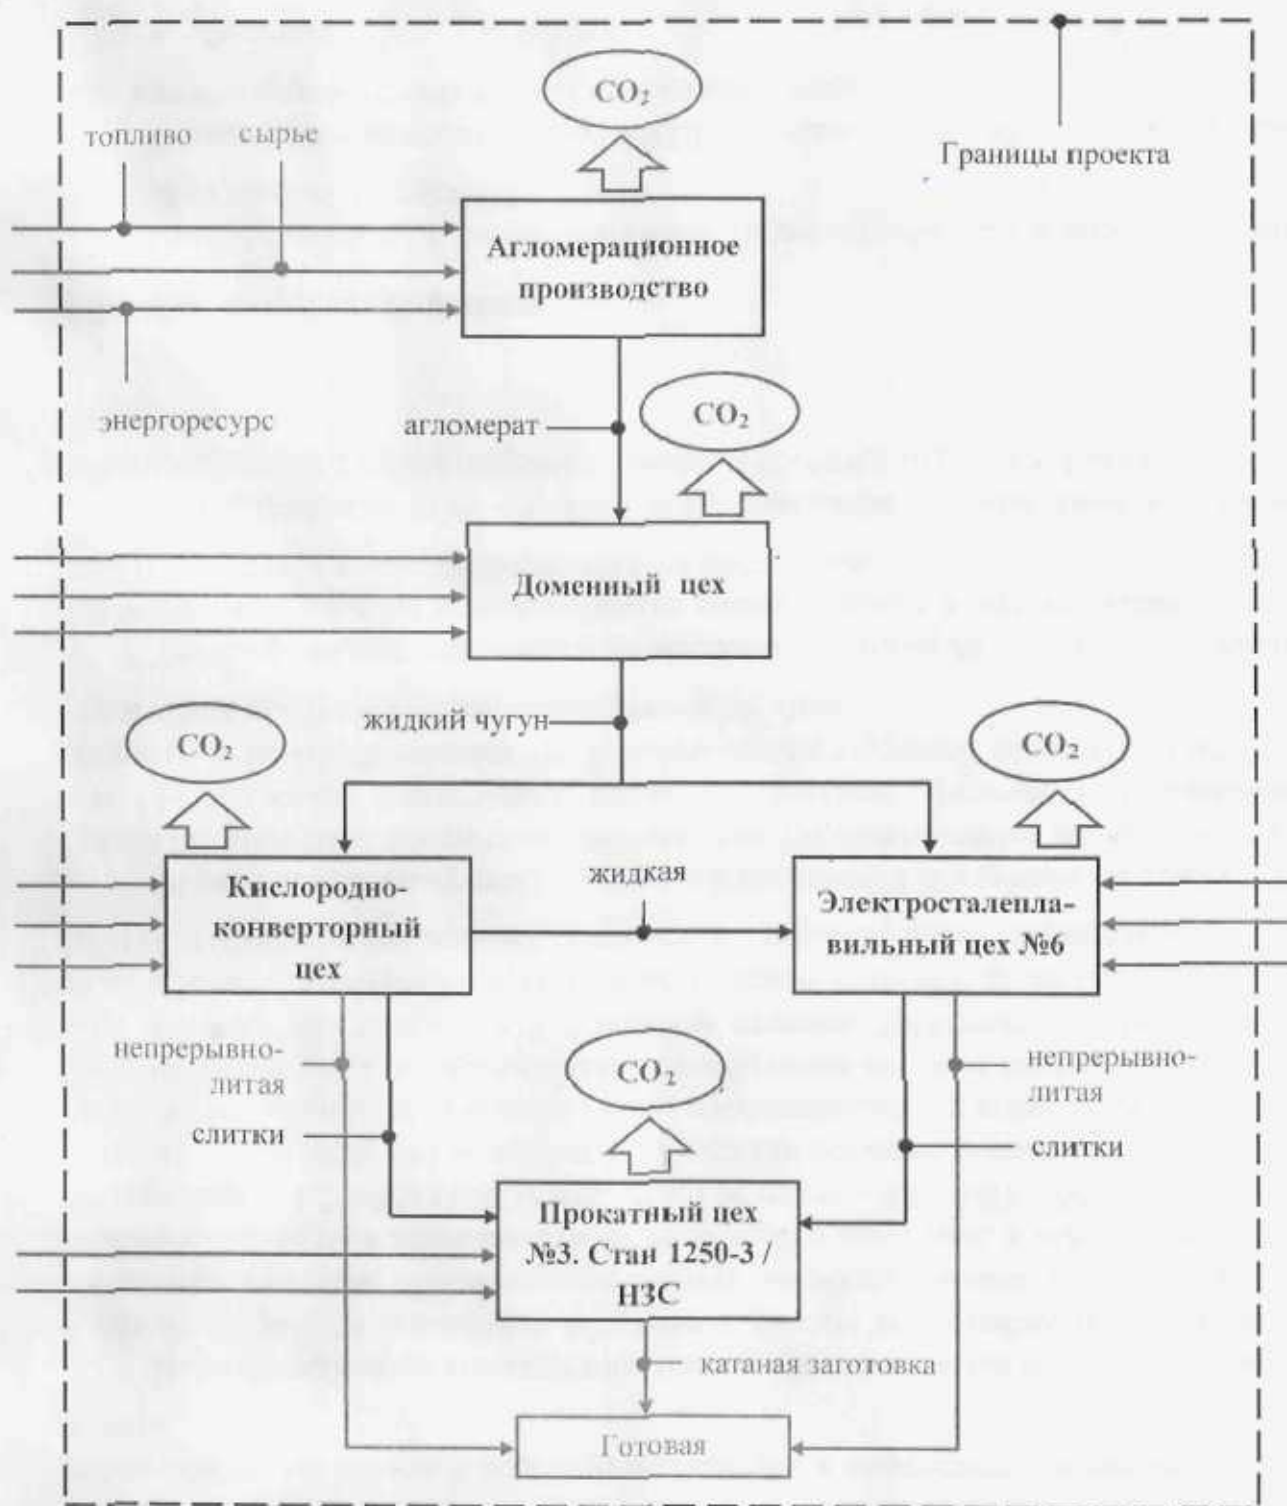 CO₂
топливо сырье
Границы проекта
Агломерационное
производство
энергоресурс
агломерат
CO₂
Доменный цех
жидкий чугун
CO₂
CO₂
Кислородно-
конверторный
цех
жидкая
Электросталепла-
вильный цех №6
непрерывно-
литая
слитки
CO₂
непрерывно-
литая
слитки
Прокатный цех
№3. Стан 1250-3 /
НЗС
катаная заготовка
Готовая